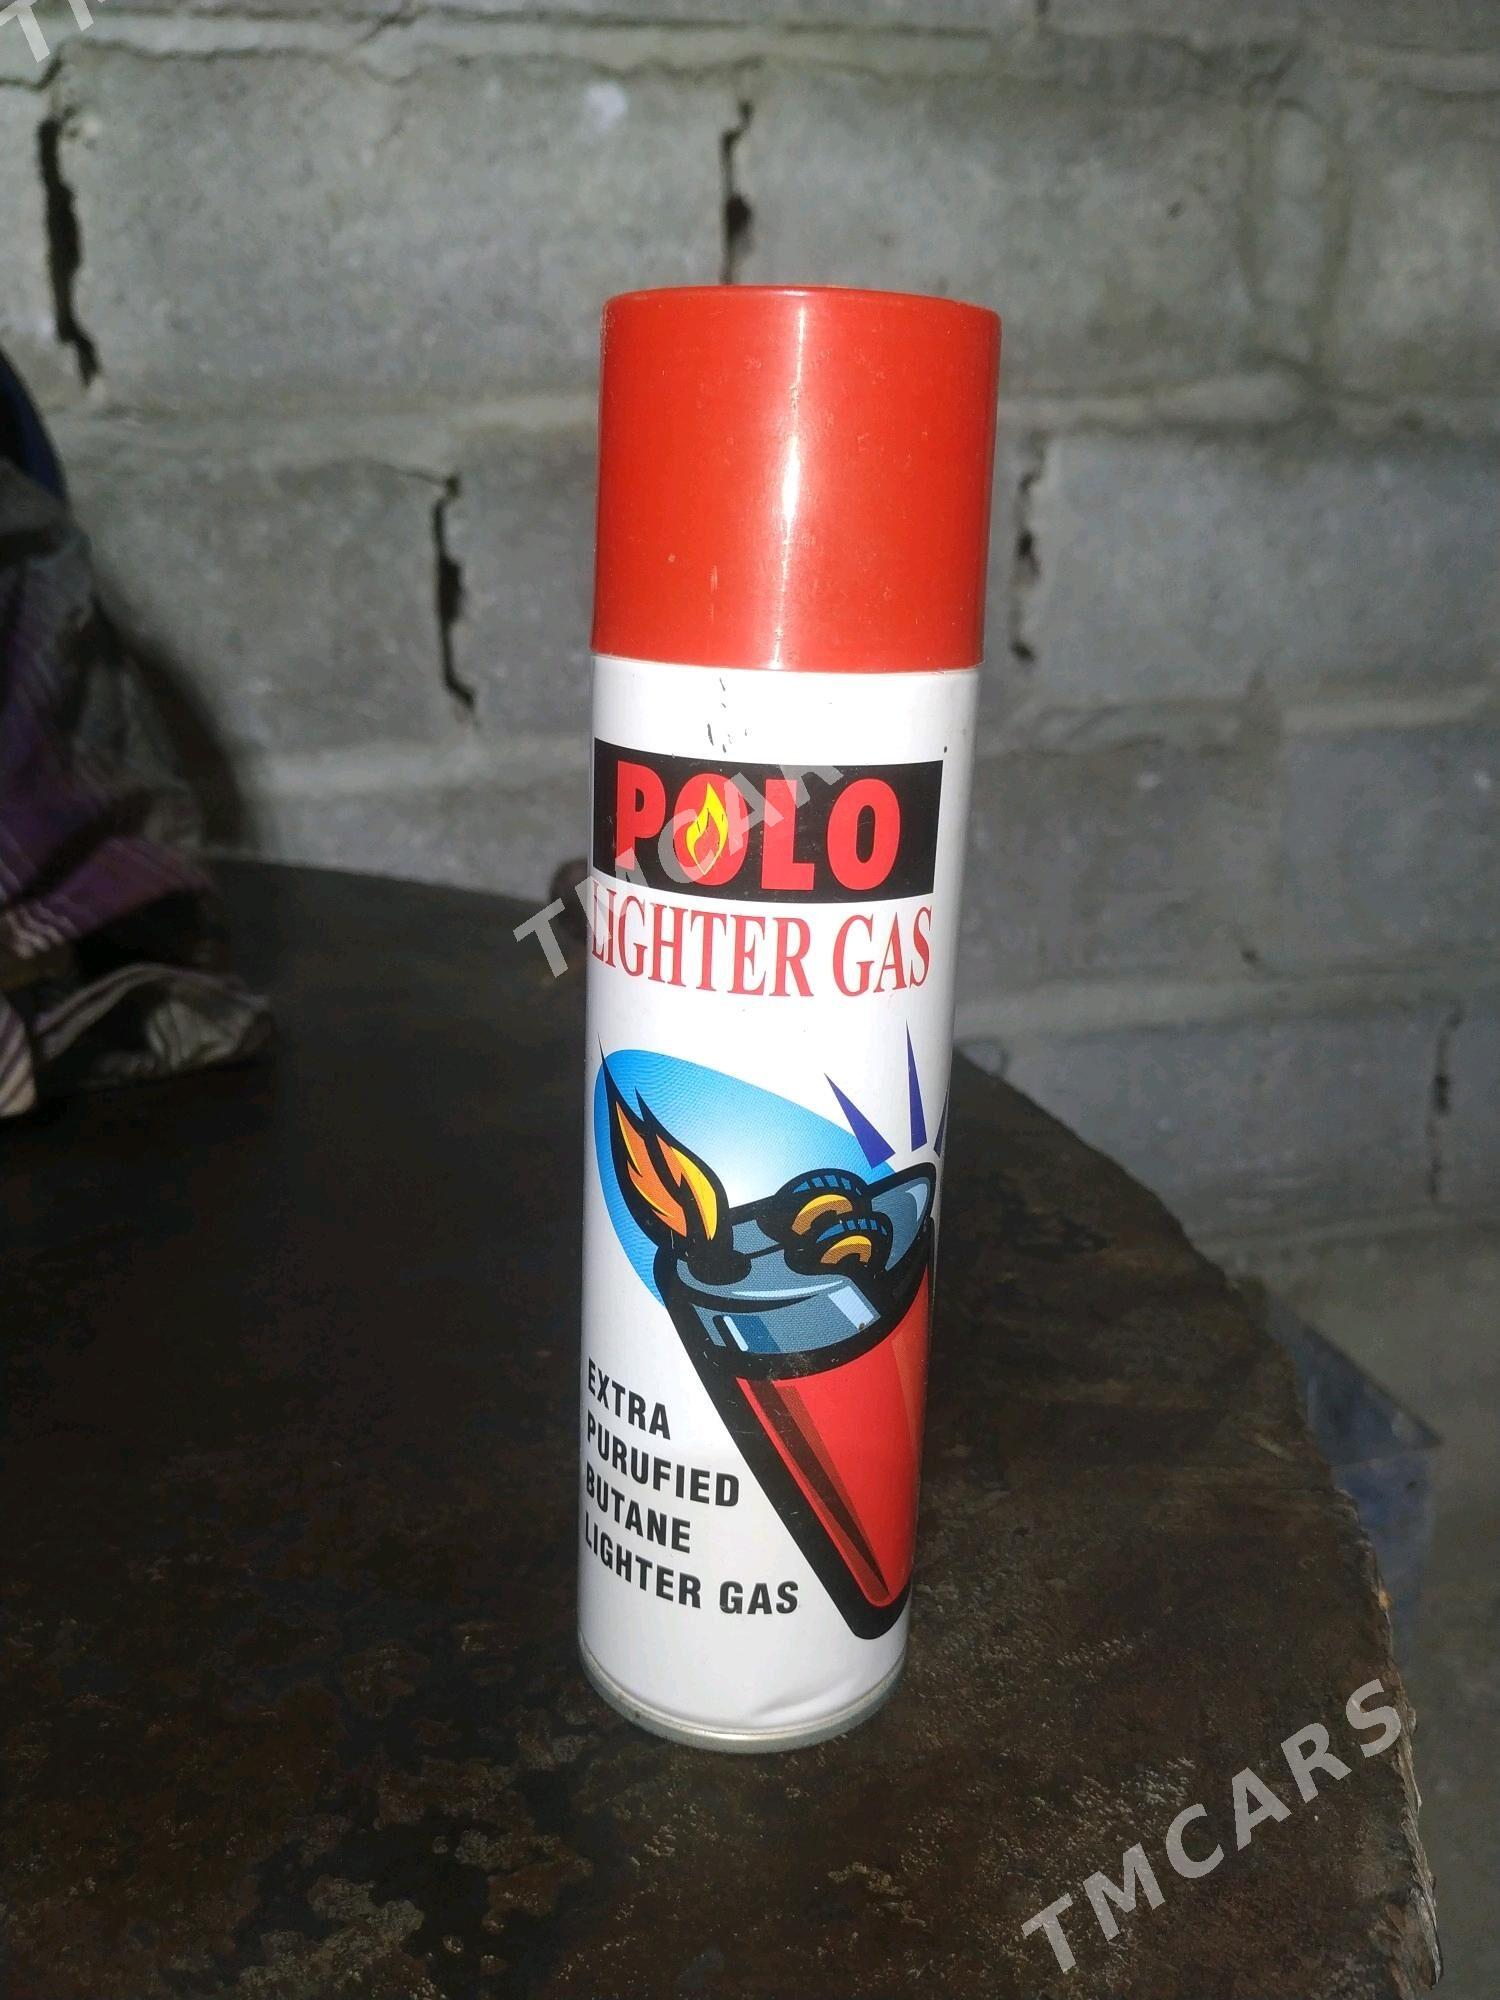 POLO
LIGHTER GAS
EXTRA
PURUFIED
BUTANE
LIGHTER GAS
TMCARS
TMCARS